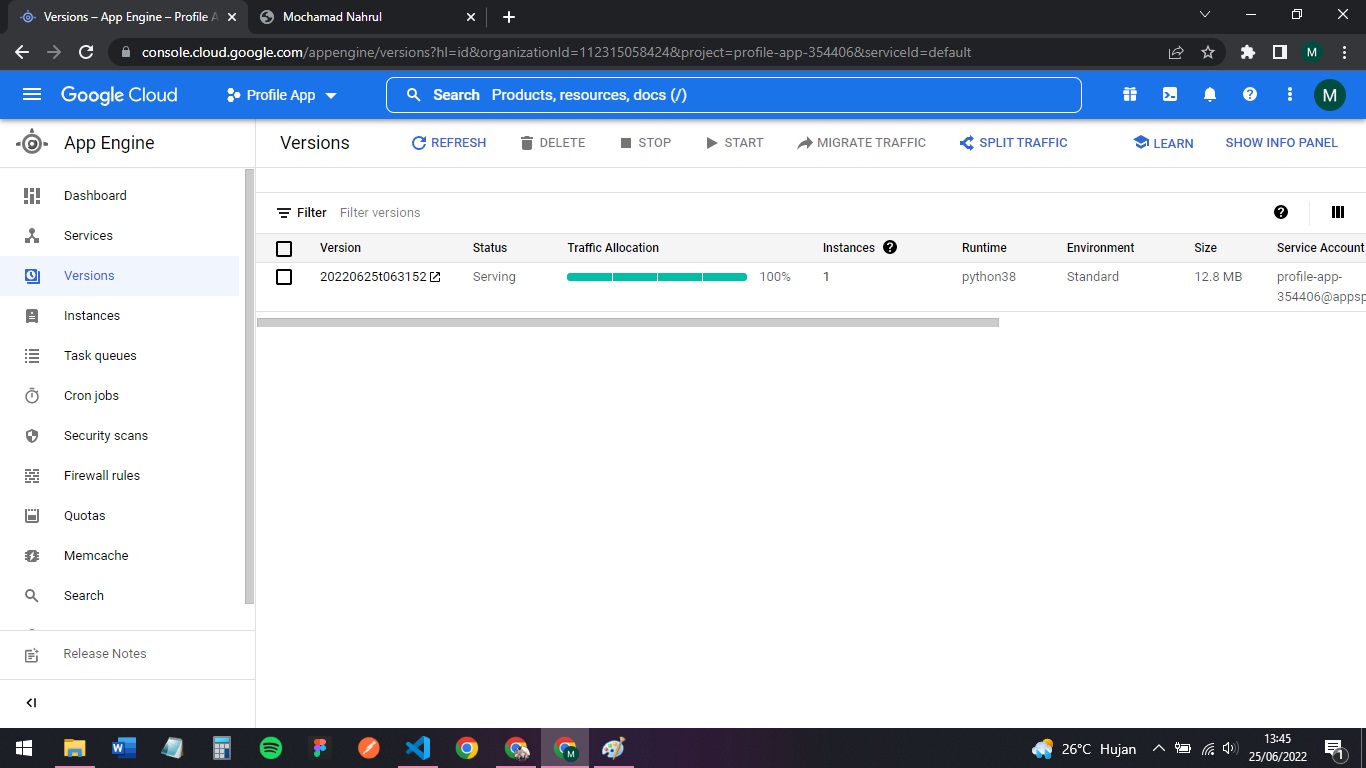 Versions – App Engine – Profile A
Mochamad Nahrul
console.cloud.google.com/appengine/versions?hl=id&organizationId=112315058424&project=profile-app-354406&serviceId=default
M
Google Cloud
Profile App
Search Products, resources, docs (/)
M
App Engine
Versions
REFRESH
DELETE
STOP
START
MIGRATE TRAFFIC
SPLIT TRAFFIC
LEARN
SHOW INFO PANEL
Dashboard
Services
Versions
Instances
Task queues
Cron jobs
Security scans
Firewall rules
Quotas
Memcache
Search
Release Notes
Filter Filter versions
Version Status Traffic Allocation Instances Runtime Environment Size Service Account
20220625t063152 Serving 100% 1 python38 Standard 12.8 MB profile-app-
354406@appsp
M
26°C Hujan
13:45
25/06/2022
1